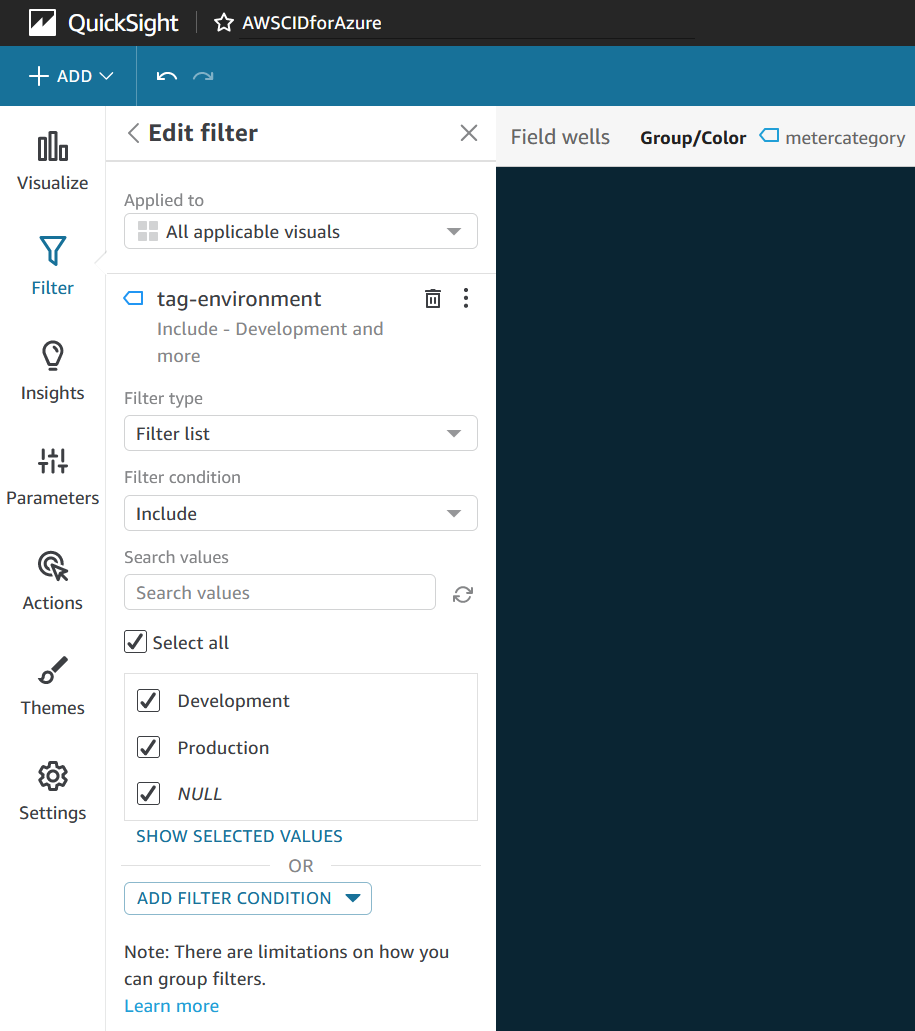 QuickSight
AWSCIDforAzure
ADD
Visualize
Filter
Insights
Parameters
Actions
Themes
Settings
Edit filter
Applied to
All applicable visuals
tag-environment
Include - Development and
more
Filter type
Filter list
Filter condition
Include
Search values
Search values
Select all
Development
Production
NULL
SHOW SELECTED VALUES
OR
ADD FILTER CONDITION
Note: There are limitations on how you
can group filters.
Learn more
Field wells
Group/Color
metercategory